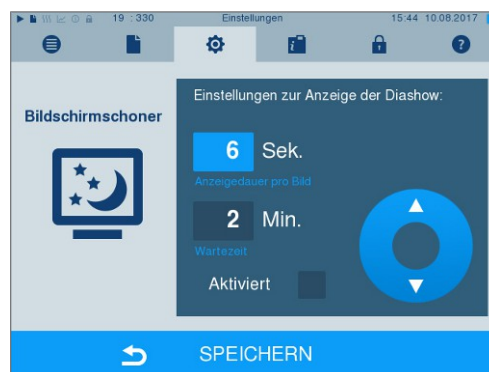 19 : 330 Einstellungen 15:44 10.08.2017
Bildschirmschoner
Einstellungen zur Anzeige der Diashow:
6 Sek.
Anzeigedauer pro Bild
2 Min.
Wartezeit
Aktiviert
SPEICHERN